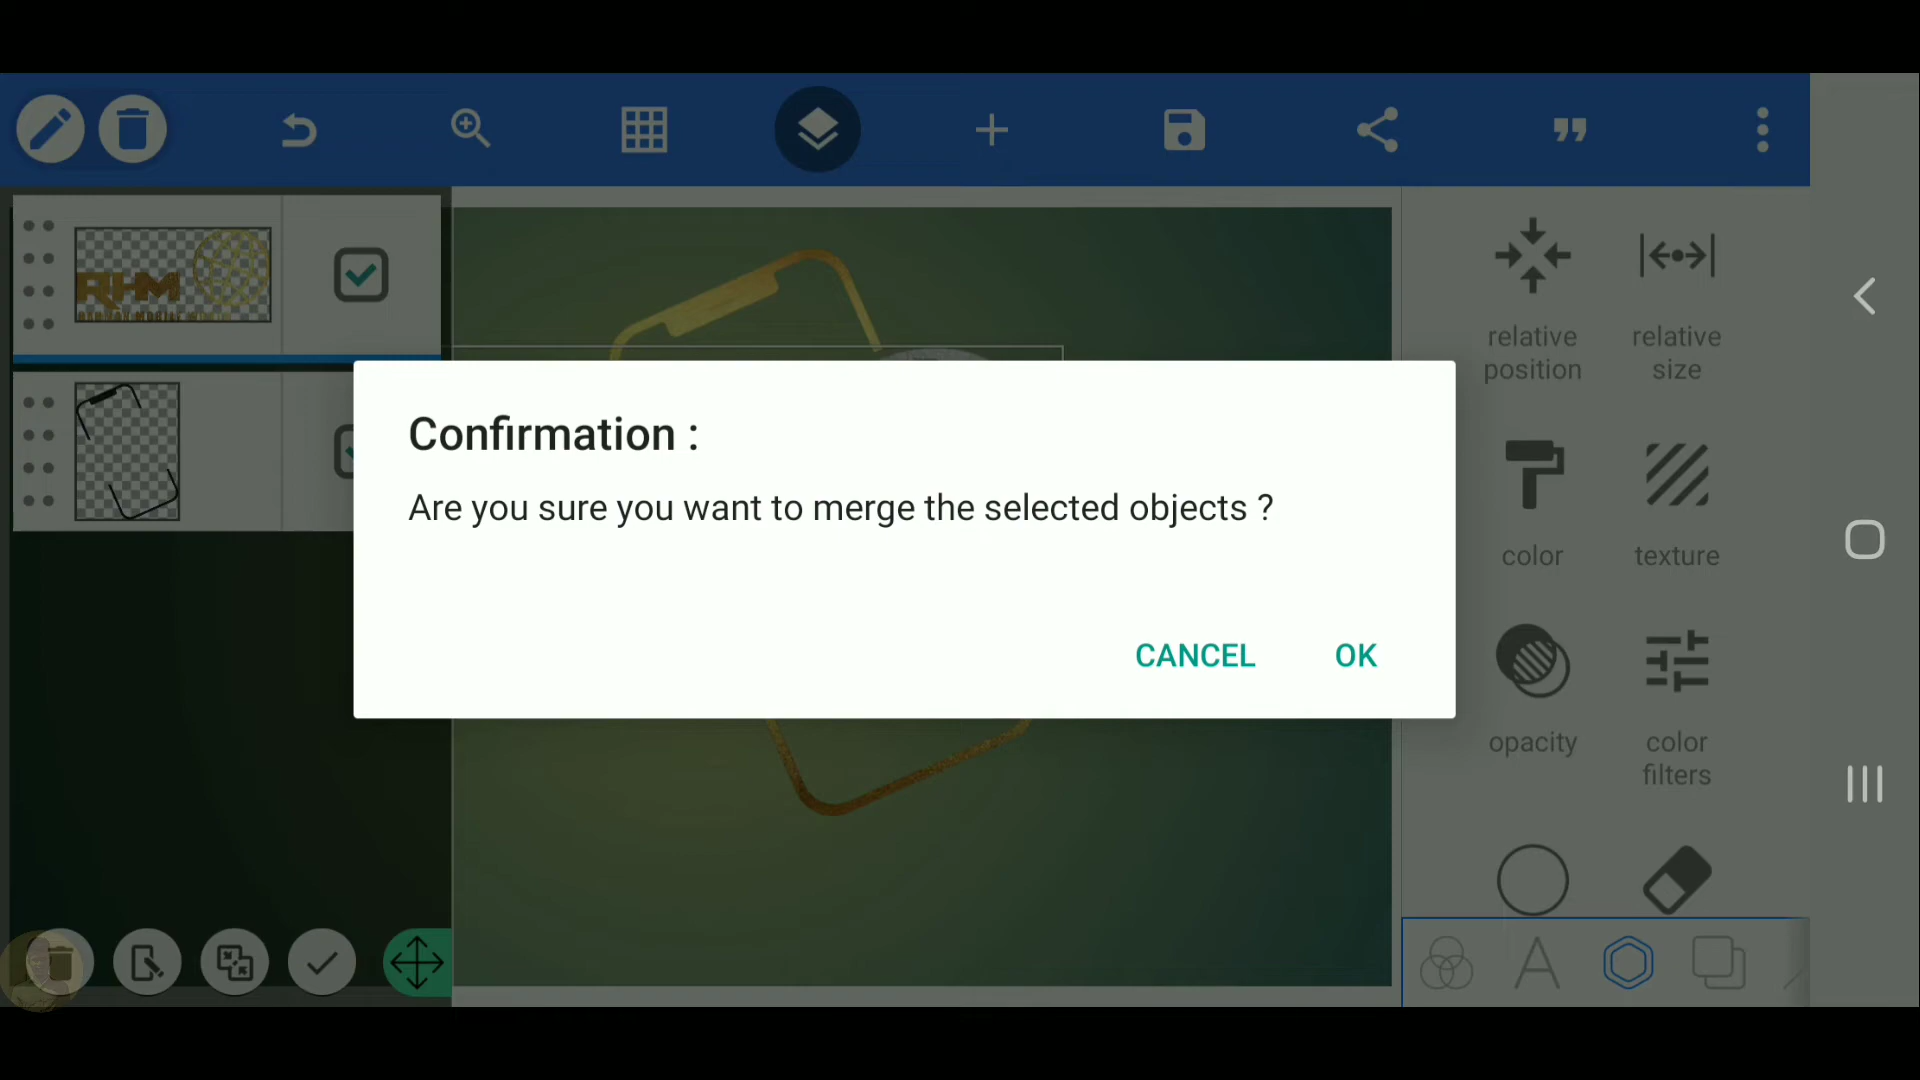 RHM
Confirmation :
Are you sure you want to merge the selected objects ?
CANCEL
OK
relative position
relative size
color
texture
opacity
color filters